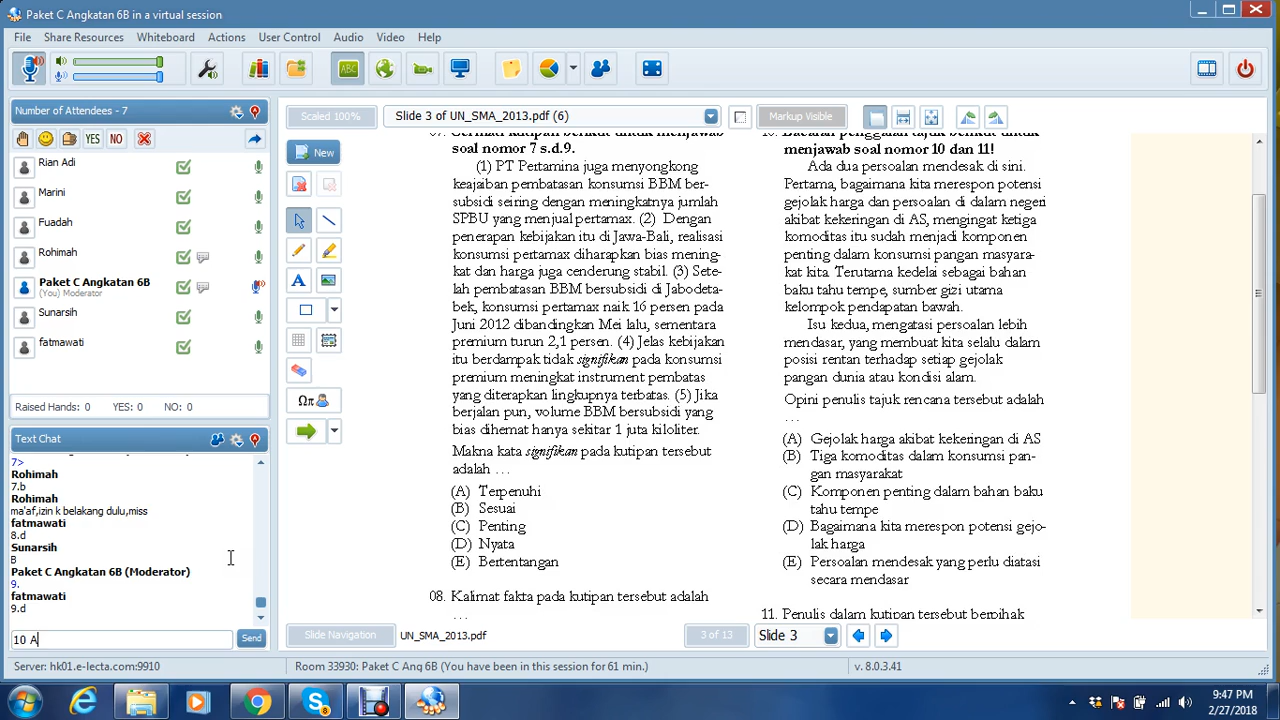 Paket C Angkatan 6B in a virtual session
File Share Resources Whiteboard Actions User Control Audio Video Help
ABC
Number of Attendees - 7
YES NO
Rian Adi
Marini
Fuadah
Rohimah
Paket C Angkatan 6B
(You) Moderator
Sunarsih
fatmawati
Raised Hands: 0 YES: 0 NO: 0
Text Chat
7>
Rohimah
7.b
Rohimah
ma'af,izin k belakang dulu,miss
fatmawati
8.d
Sunarsih
B
Paket C Angkatan 6B (Moderator)
9.
fatmawati
9.d
10 A
Send
Scaled 100%
Slide 3 of UN_SMA_2013.pdf (6)
Markup Visible
New
A
Ωπ
07. Cermati kutipan berikut untuk menjawab
soal nomor 7 s.d.9.
(1) PT Pertamina juga menyongkong
keajaiban pembatasan konsumsi BBM ber-
subsidi seiring dengan meningkatnya jumlah
SPBU yang menjual pertamax. (2) Dengan
penerapan kebijakan itu di Jawa-Bali, realisasi
konsumsi pertamax diharapkan bias mening-
kat dan harga juga cenderung stabil. (3) Sete-
lah pembatasan BBM bersubsidi di Jabodeta-
bek, konsumsi pertamax naik 16 persen pada
Juni 2012 dibandingkan Mei lalu, sementara
premium turun 2,1 persen. (4) Jelas kebijakan
itu berdampak tidak signifikan pada konsumsi
premium meningkat instrument pembatas
yang diterapkan lingkupnya terbatas. (5) Jika
berjalan pun, volume BBM bersubsidi yang
bias dihemat hanya sekitar 1 juta kiloliter.
Makna kata signifikan pada kutipan tersebut
adalah …
(A) Terpenuhi
(B) Sesuai
(C) Penting
(D) Nyata
(E) Bertentangan
08. Kalimat fakta pada kutipan tersebut adalah
10. Bacalah penggalan tajuk berikut untuk
menjawab soal nomor 10 dan 11!
Ada dua persoalan mendesak di sini.
Pertama, bagaimana kita merespon potensi
gejolak harga dan persoalan di dalam negeri
akibat kekeringan di AS, mengingat ketiga
komoditas itu sudah menjadi komponen
penting dalam konsumsi pangan masyara-
kat kita. Terutama kedelai sebagai bahan
baku tahu tempe, sumber gizi utama
kelompok pendapatan bawah.
Isu kedua, mengatasi persoalan lebih
mendasar, yang membuat kita selalu dalam
posisi rentan terhadap setiap gejolak
pangan dunia atau kondisi alam.
Opini penulis tajuk rencana tersebut adalah
…
(A) Gejolak harga akibat kekeringan di AS
(B) Tiga komoditas dalam konsumsi pan-
gan masyarakat
(C) Komponen penting dalam bahan baku
tahu tempe
(D) Bagaimana kita merespon potensi gejo-
lak harga
(E) Persoalan mendesak yang perlu diatasi
secara mendasar
11. Penulis dalam kutipan tersebut berpihak
Slide Navigation
UN_SMA_2013.pdf
3 of 13
Slide 3
Server: hk01.e-lecta.com:9910
Room 33930: Paket C Ang 6B (You have been in this session for 61 min.)
v. 8.0.3.41
9:47 PM
2/27/2018